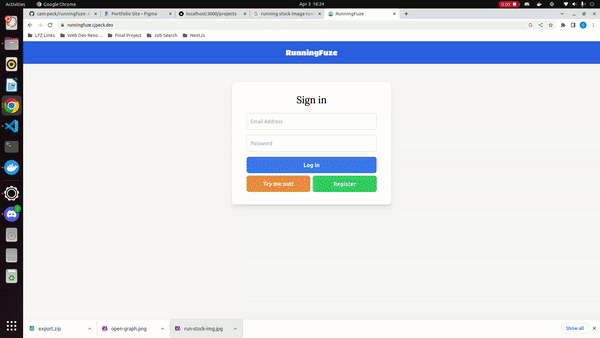 Activities Google Chrome Apr 3 16:24
cam-peck/runningfuze Portfolio Site – Figma localhost:3000/projects running stock image RunningFuze
runningfuze.cjpeck.dev
LFZ Links Web Dev Reso... Final Project Job Search NextJs
RunningFuze
Sign in
Email Address
Password
Log in
Try me out! Register
export.zip open-graph.png run-stock-img.jpg Show all